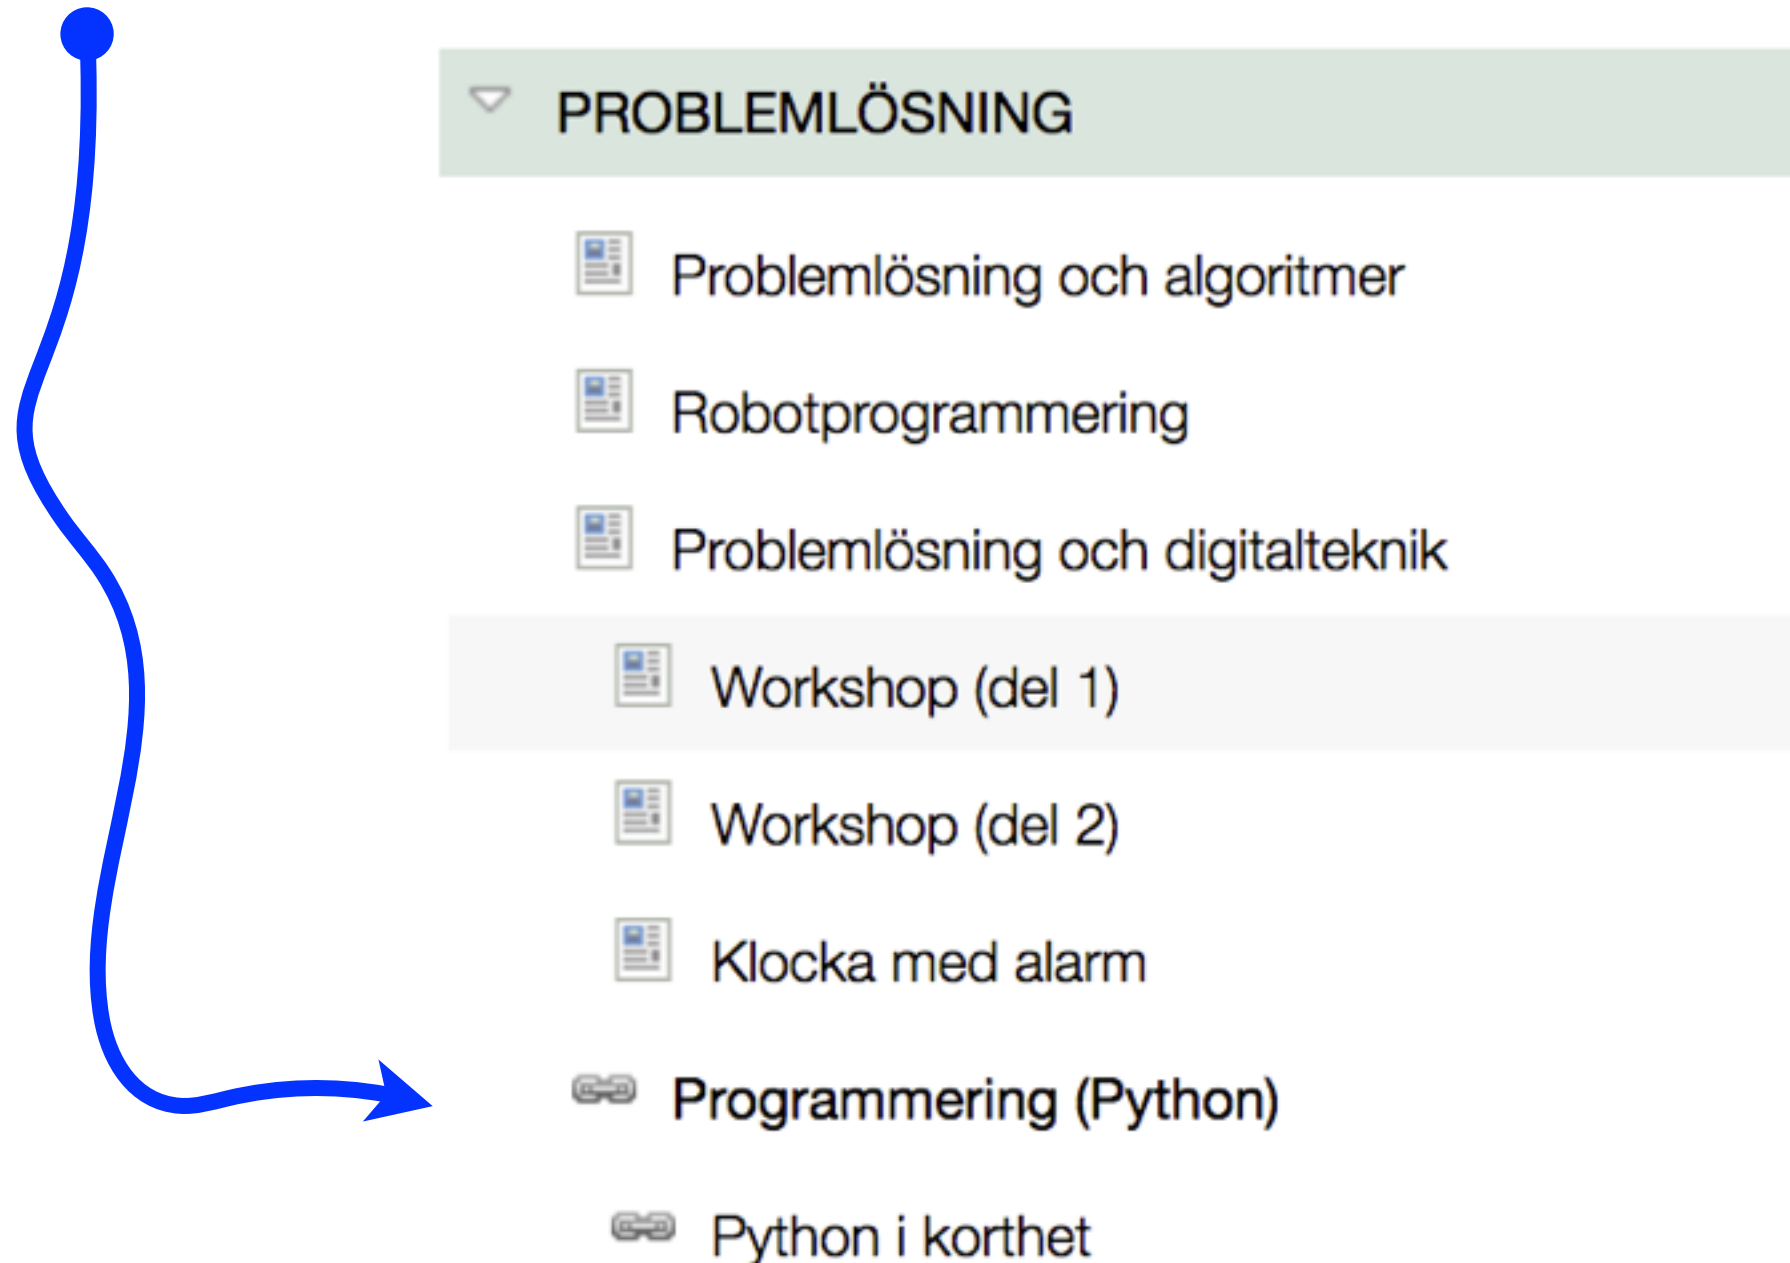 PROBLEMLÖSNING
Problemlösning och algoritmer
Robotprogrammering
Problemlösning och digitalteknik
Workshop (del 1)
Workshop (del 2)
Klocka med alarm
Programmering (Python)
Python i korthet